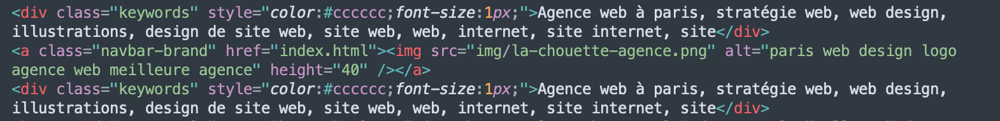 <div class="keywords" style="color:#cccccc;font-size:1px;">Agence web à paris, stratégie web, web design,
illustrations, design de site web, site web, web, internet, site internet, site</div>
<a class="navbar-brand" href="index.html"><img src="img/la-chouette-agence.png" alt="paris web design logo
agence web meilleure agence" height="40" /></a>
<div class="keywords" style="color:#cccccc;font-size:1px;">Agence web à paris, stratégie web, web design,
illustrations, design de site web, site web, web, internet, site internet, site</div>